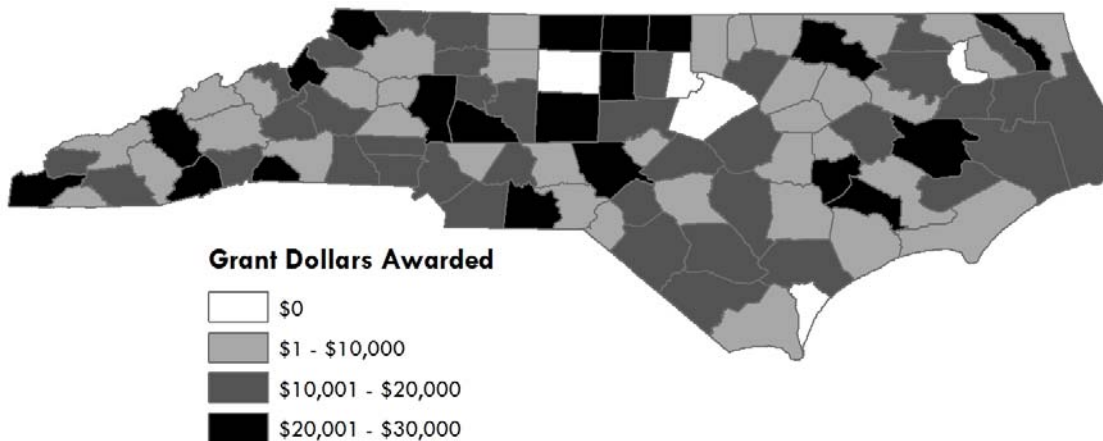 Grant Dollars Awarded
$0
$1 - $10,000
$10,001 - $20,000
$20,001 - $30,000